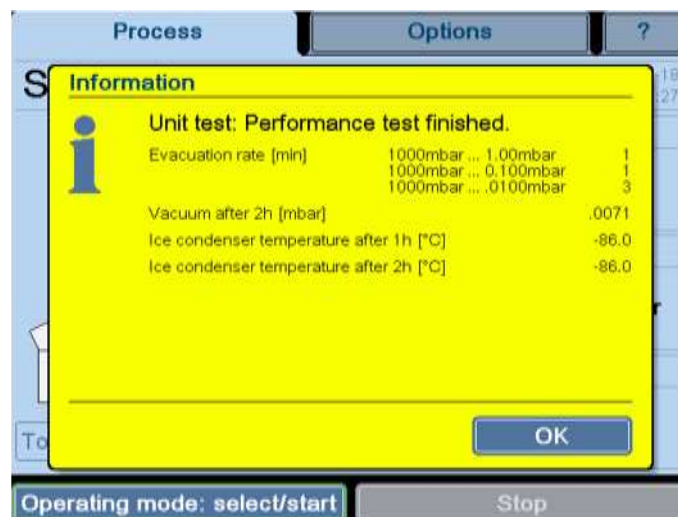 Process
Options
?
S
Information
Unit test: Performance test finished.
Evacuation rate [min] 1000mbar ... 1.00mbar 1
1000mbar ... 0.100mbar 1
1000mbar ... .0100mbar 3
Vacuum after 2h [mbar] .0071
Ice condenser temperature after 1h [°C] -86.0
Ice condenser temperature after 2h [°C] -86.0
To
OK
Operating mode: select/start
Stop